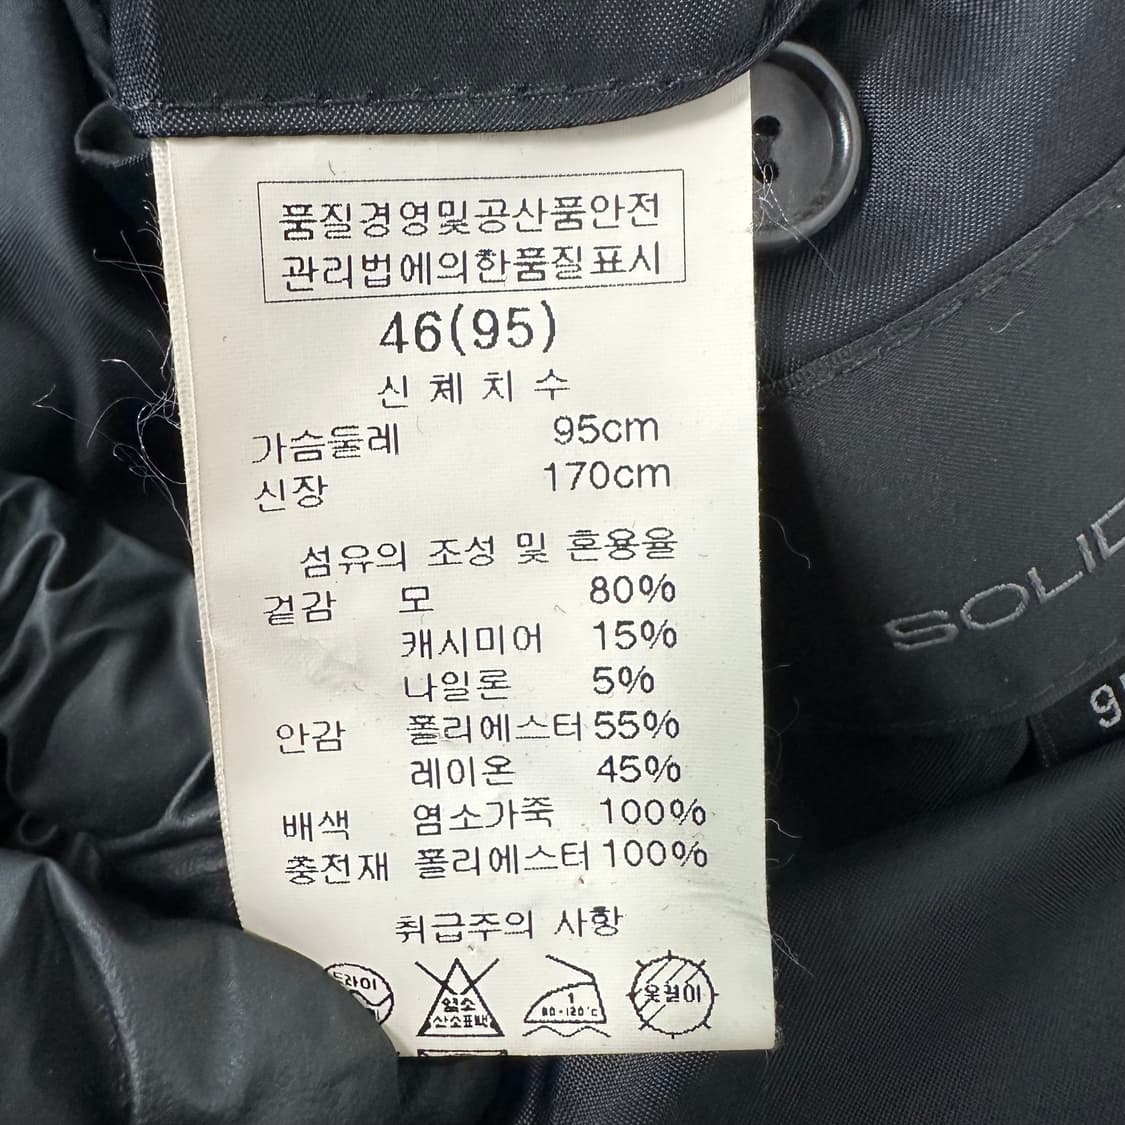 품질경영및공산품안전
관리법에의한품질표시
46(95)
신체치수
가슴둘레 95cm
신장 170cm
섬유의 조성 및 혼용율
겉감 모 80%
캐시미어 15%
나일론 5%
안감 폴리에스터 55%
레이온 45%
배색 염소가죽 100%
충전재 폴리에스터 100%
취급주의 사항
드라이
염소
산소표백
1
80-120℃
옷걸이
SOLID